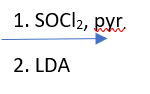 1. SOCl₂, pyr.
2. LDA